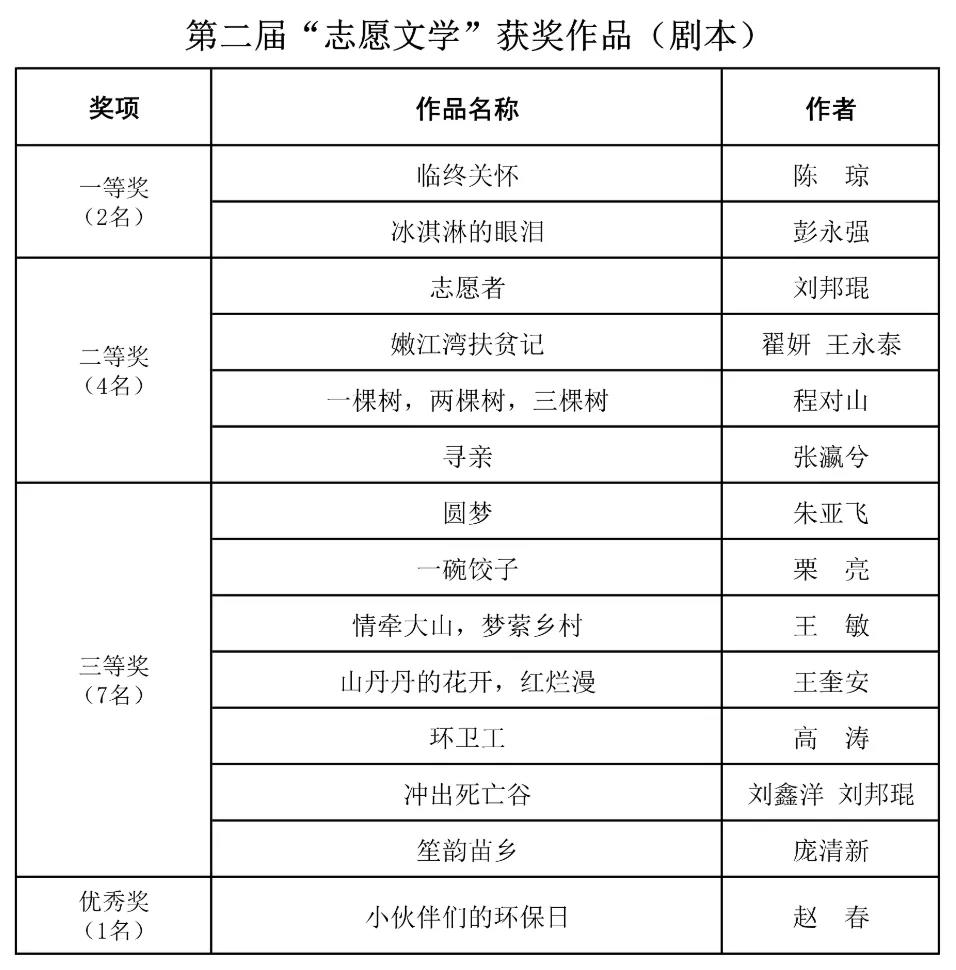 第二届“志愿文学”获奖作品（剧本）
奖项 作品名称 作者
一等奖
（2名）
临终关怀 陈 琼
冰淇淋的眼泪 彭永强
二等奖
（4名）
志愿者 刘邦琨
嫩江湾扶贫记 翟妍 王永泰
一棵树，两棵树，三棵树 程对山
寻亲 张瀛兮
三等奖
（7名）
圆梦 朱亚飞
一碗饺子 栗 亮
情牵大山，梦萦乡村 王 敏
山丹丹的花开，红烂漫 王奎安
环卫工 高 涛
冲出死亡谷 刘鑫洋 刘邦琨
笙韵苗乡 庞清新
优秀奖
（1名）
小伙伴们的环保日 赵 春